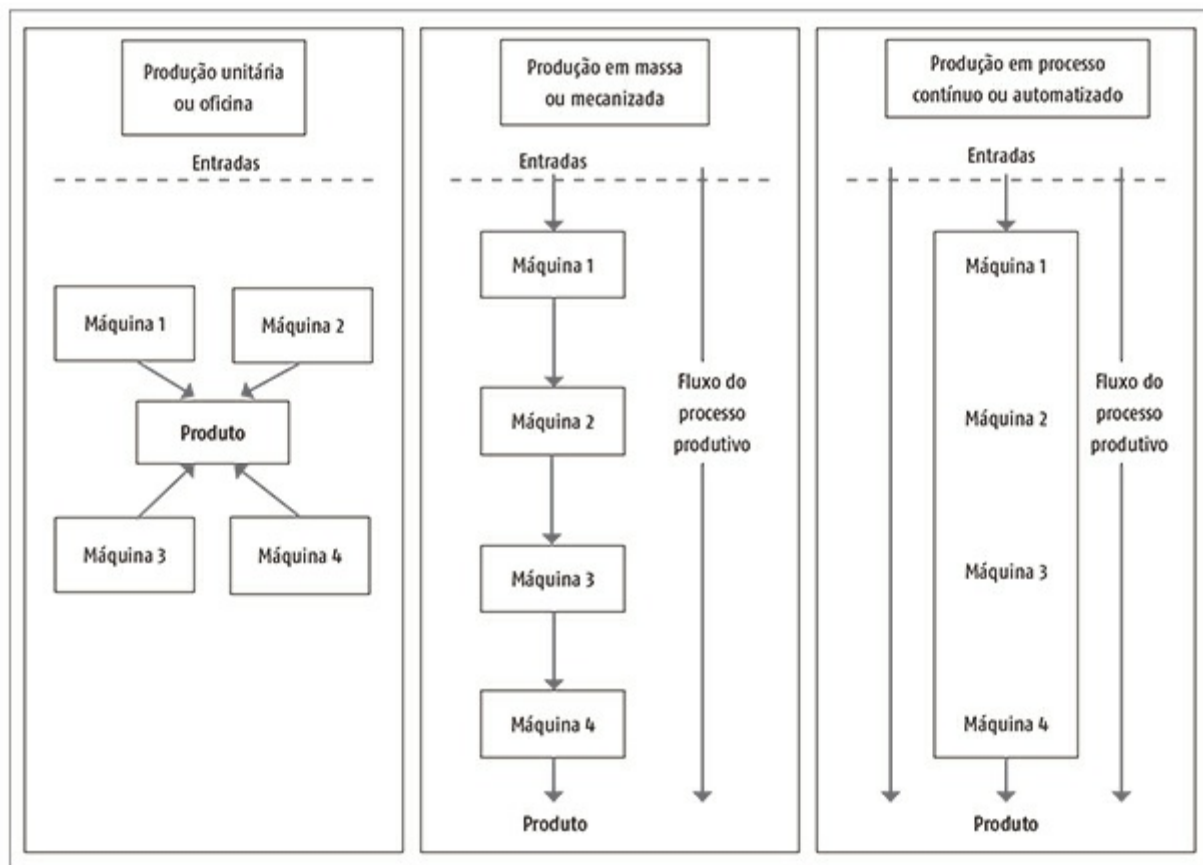 Produção unitária
ou oficina
Entradas
Máquina 1
Máquina 2
Produto
Máquina 3
Máquina 4
Produção em massa
ou mecanizada
Entradas
Máquina 1
Máquina 2
Máquina 3
Máquina 4
Produto
Fluxo do
processo
produtivo
Produção em processo
contínuo ou automatizado
Entradas
Máquina 1
Máquina 2
Máquina 3
Máquina 4
Produto
Fluxo do
processo
produtivo